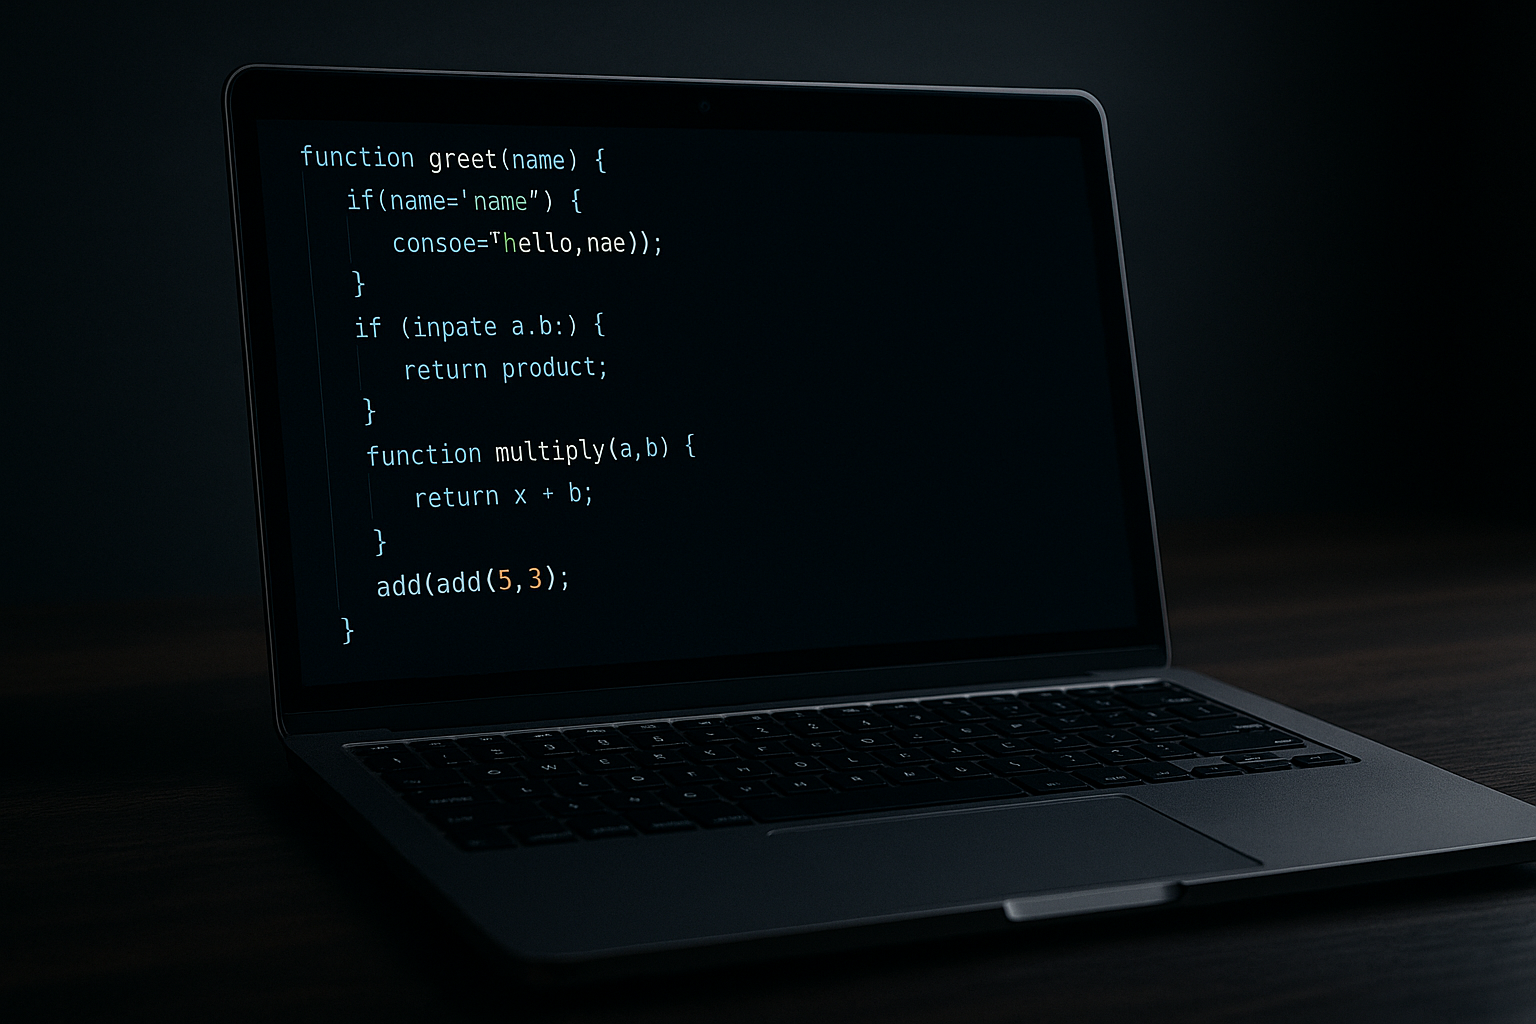 function greet(name) {
if(name='name") {
consoe="hello,nae));
}
if (inpate a.b:) {
return product;
}
function multiply(a,b) {
return x + b;
}
add(add(5,3);
}